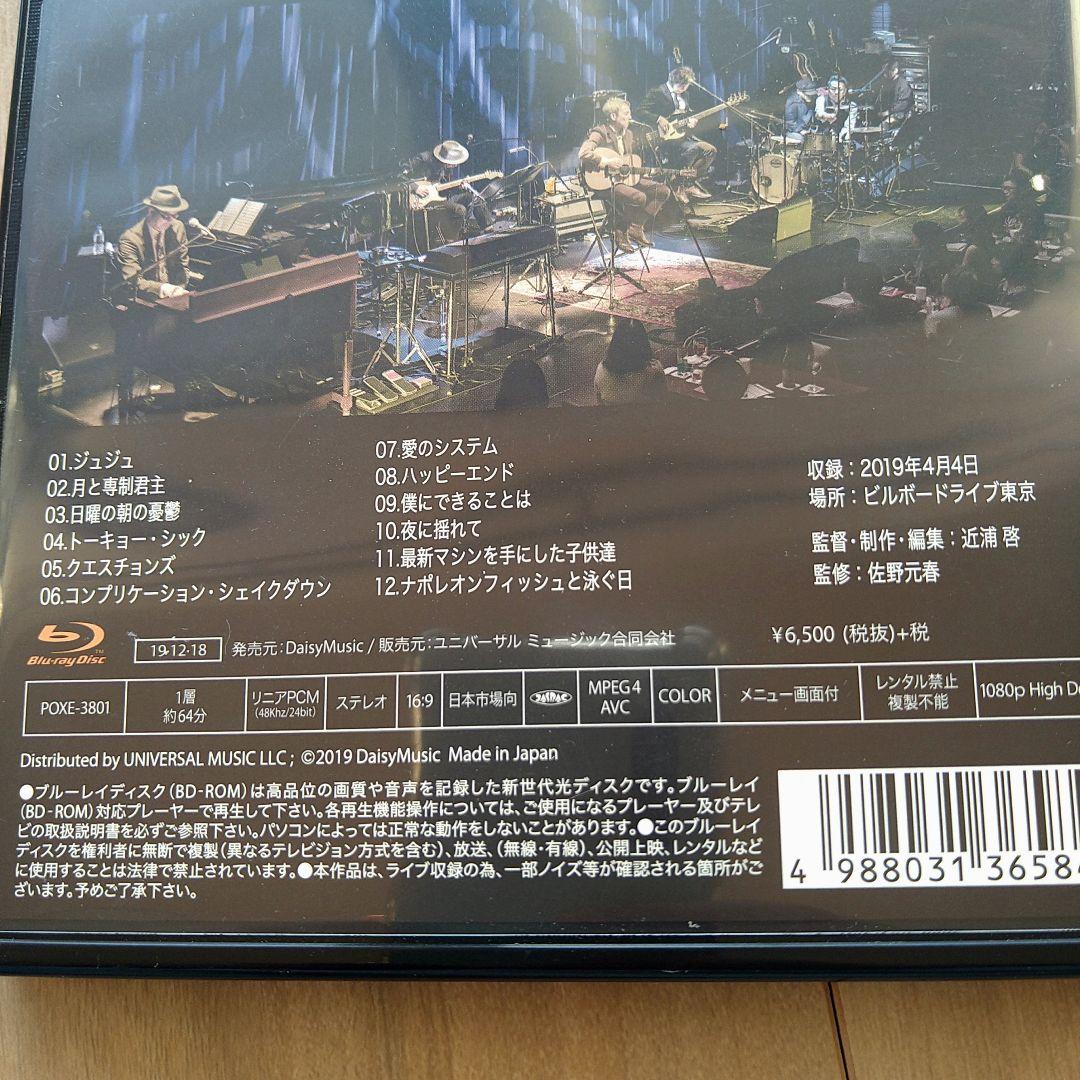 01.ジュジュ
02.月と専制君主
03.日曜の朝の憂鬱
04.トーキョー・シック
05.クエスチョンズ
06.コンプリケーション・シェイクダウン
07.愛のシステム
08.ハッピーエンド
09.僕にできることは
10.夜に揺れて
11.最新マシンを手にした子供達
12.ナポレオンフィッシュと泳ぐ日
収録：2019年4月4日
場所：ビルボードライブ東京
監督・制作・編集：近浦 啓
監修：佐野元春
Blu-ray Disc TM
19・12・18
発売元：DaisyMusic / 販売元：ユニバーサル ミュージック合同会社
¥6,500 (税抜)+税
POXE-3801
1層
約64分
リニアPCM
(48Khz/24bit)
ステレオ
16:9
日本市場向
MPEG4
AVC
COLOR
メニュー画面付
レンタル禁止
複製不能
1080p High
Distributed by UNIVERSAL MUSIC LLC ; ©2019 DaisyMusic Made in Japan
●ブルーレイディスク(BD-ROM)は高品位の画質や音声を記録した新世代光ディスクです。ブルーレイ
(BD-ROM)対応プレーヤーで再生して下さい。各再生機能操作については、ご使用になるプレーヤー及びテレ
ビの取扱説明書を必ずご参照下さい。パソコンによっては正常な動作をしないことがあります。●このブルーレイ
ディスクを権利者に無断で複製(異なるテレビジョン方式を含む)、放送、(無線・有線)、公開上映、レンタルなど
に使用することは法律で禁止されています。●本作品は、ライブ収録の為、一部ノイズ等が確認される箇所がご
ざいます。予めご了承下さい。
4 988031 36584